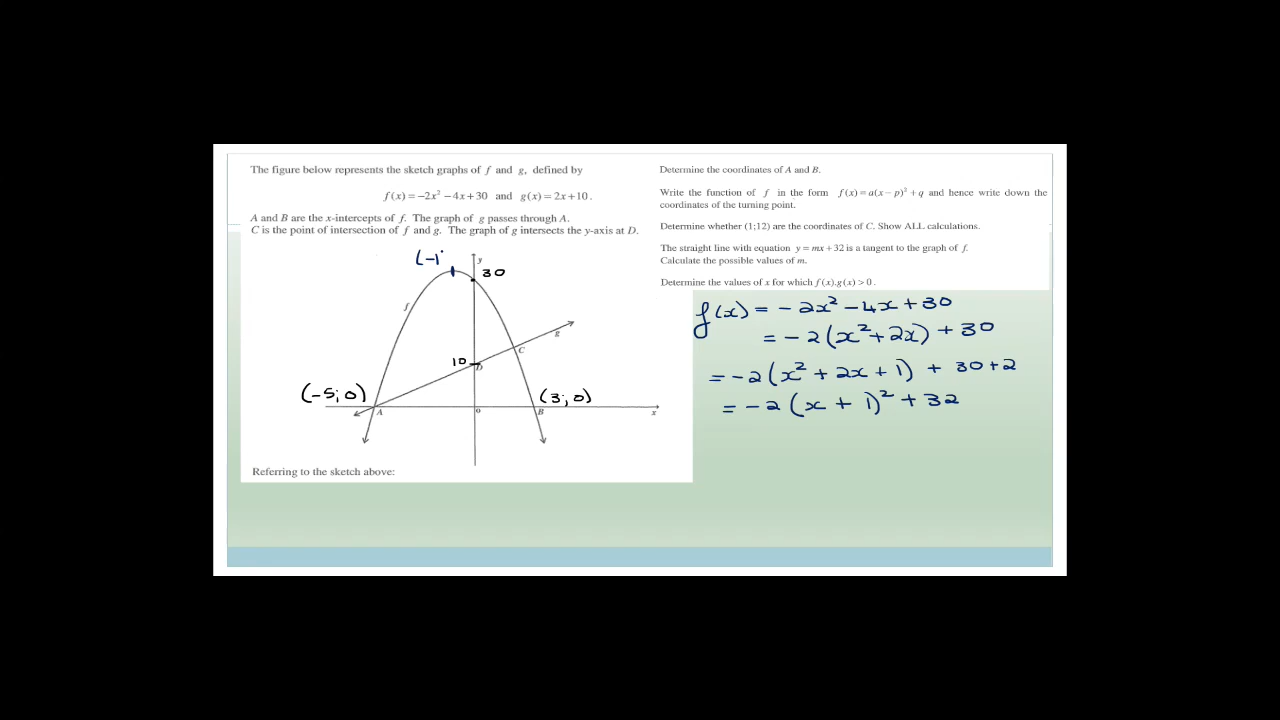 The figure below represents the sketch graphs of f and g, defined by
f(x) = −2x² − 4x + 30 and g(x) = 2x + 10.
A and B are the x-intercepts of f. The graph of g passes through A.
C is the point of intersection of f and g. The graph of g intersects the y-axis at D.
(-1;
y
30
f
g
C
10
D
(-5;0)
(3;0)
A
0
B
x
Referring to the sketch above:
Determine the coordinates of A and B.
Write the function of f in the form f(x) = a(x − p)² + q and hence write down the
coordinates of the turning point.
Determine whether (1;12) are the coordinates of C. Show ALL calculations.
The straight line with equation y = mx + 32 is a tangent to the graph of f.
Calculate the possible values of m.
Determine the values of x for which f(x).g(x) > 0.
f(x) = -2x² - 4x + 30
= -2(x² + 2x) + 30
= -2(x² + 2x + 1) + 30 + 2
= -2(x + 1)² + 32